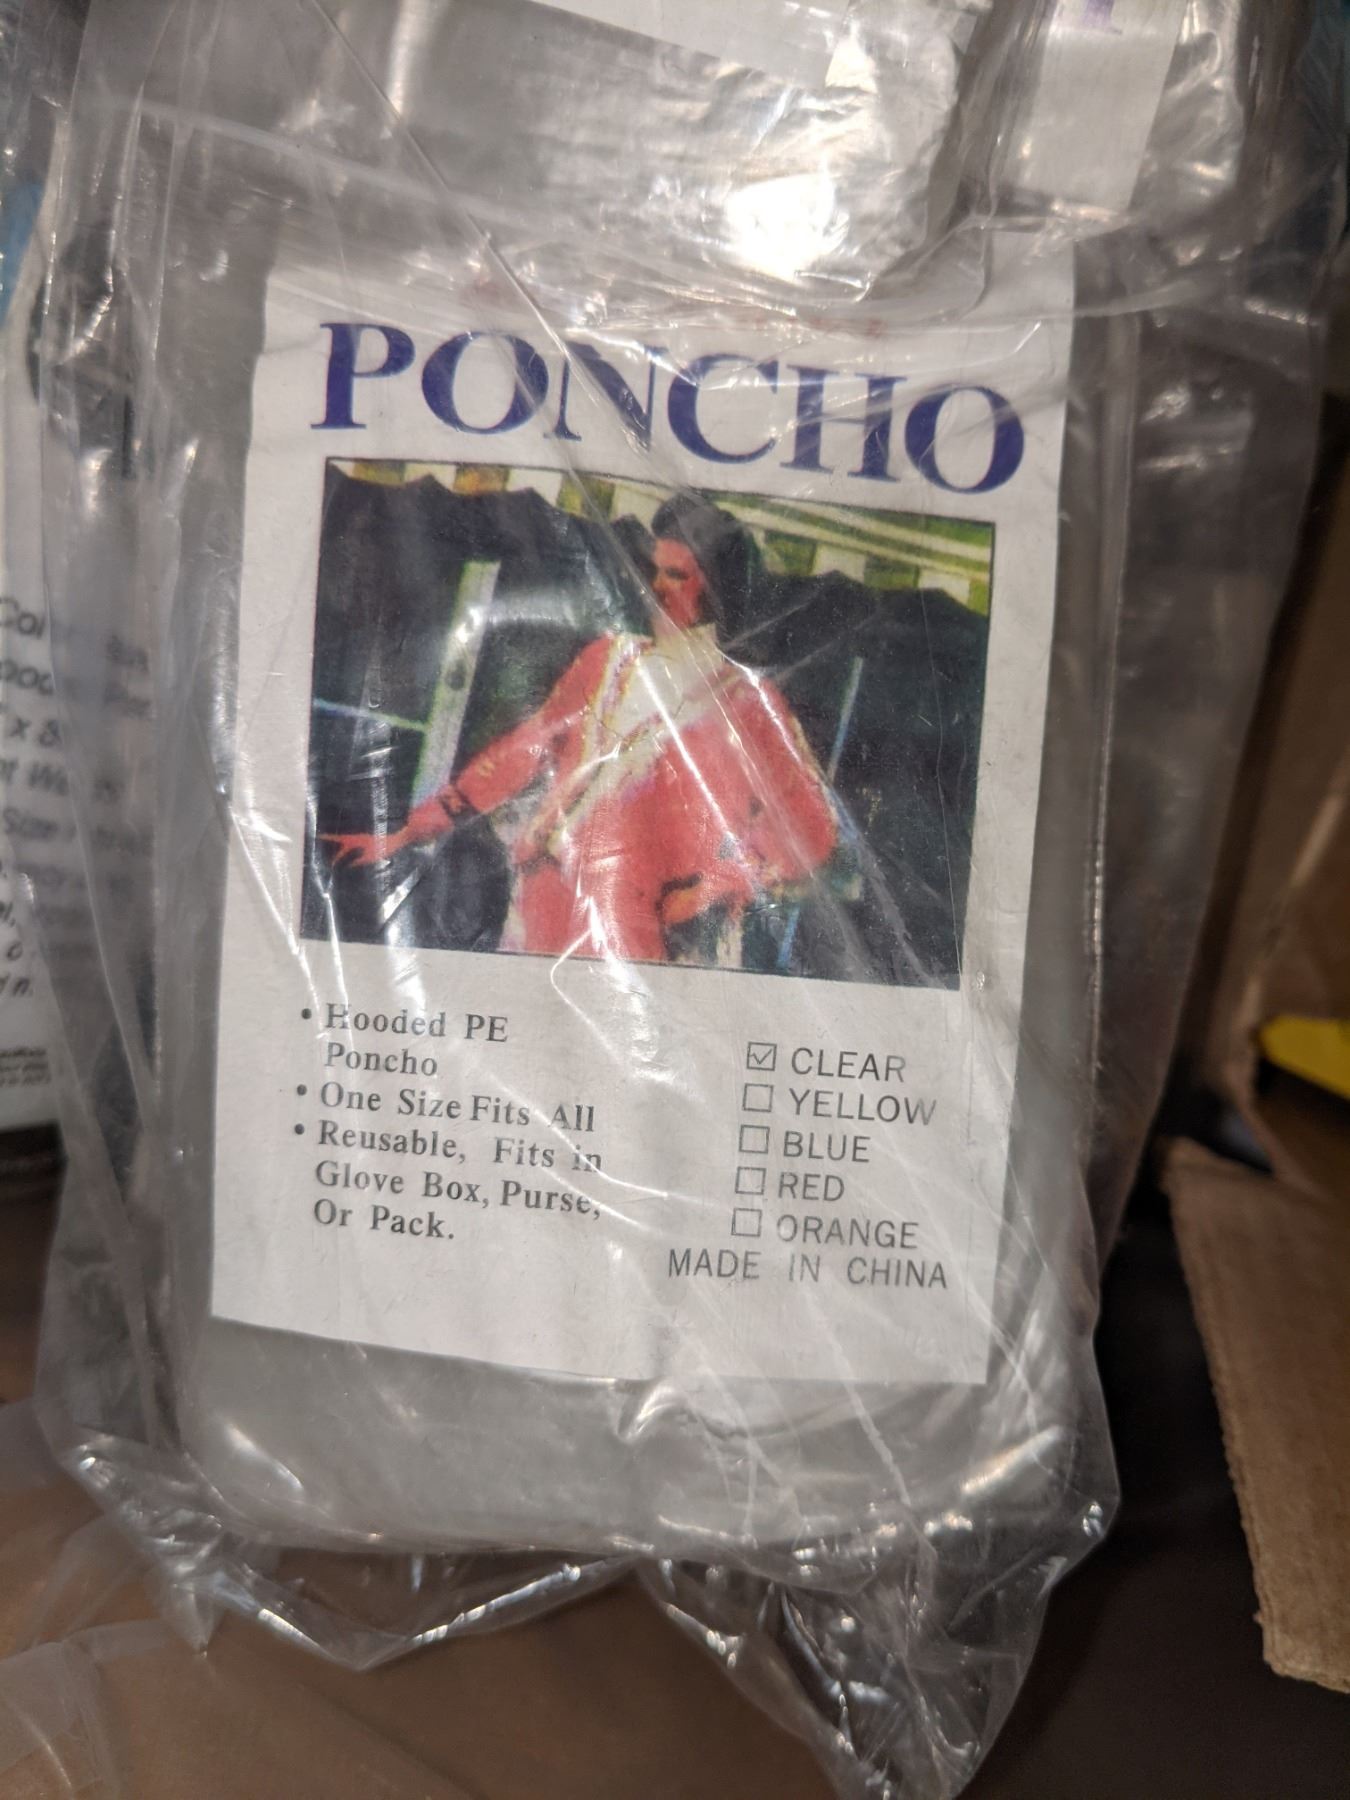 PONCHO
• Hooded PE
Poncho
• One Size Fits All
• Reusable, Fits in
Glove Box, Purse,
Or Pack.
☑ CLEAR
☐ YELLOW
☐ BLUE
☐ RED
☐ ORANGE
MADE IN CHINA